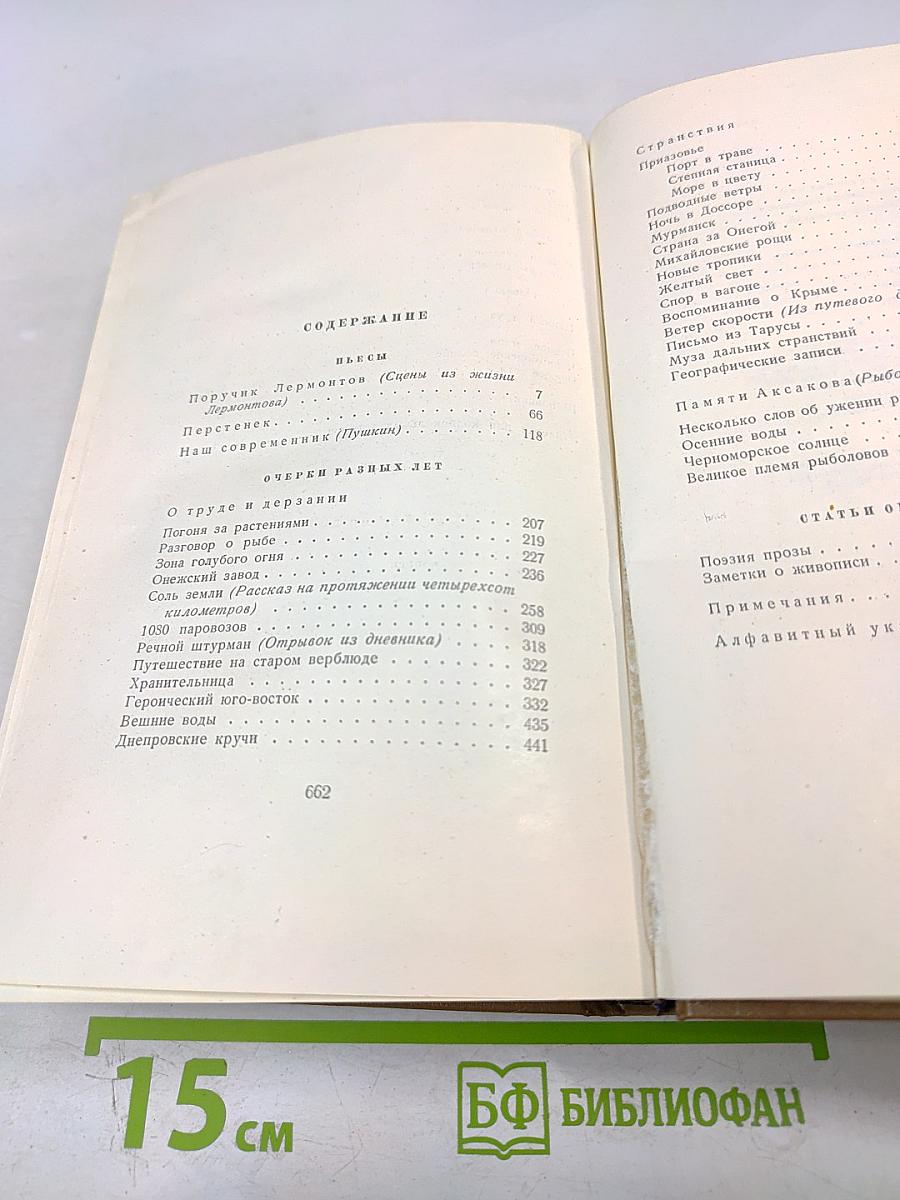 СОДЕРЖАНИЕ
ПЬЕСЫ
Поручик Лермонтов (Сцены из жизни
Лермонтова) . . . . . . . . . . . . . 7
Перстенек . . . . . . . . . . . . . . . 66
Наш современник (Пушкин) . . . . . . . . . 118
ОЧЕРКИ РАЗНЫХ ЛЕТ
О труде и дерзании
Погоня за растениями . . . . . . . . . . . . 207
Разговор о рыбе . . . . . . . . . . . . . . 219
Зона голубого огня . . . . . . . . . . . . . 227
Онежский завод . . . . . . . . . . . . . . 236
Соль земли (Рассказ на протяжении четырехсот
километров) . . . . . . . . . . . . . . 258
1080 паровозов . . . . . . . . . . . . . . 309
Речной штурман (Отрывок из дневника) . . . . 318
Путешествие на старом верблюде . . . . . . . . 322
Хранительница . . . . . . . . . . . . . . 327
Героический юго-восток . . . . . . . . . . . . 332
Вешние воды . . . . . . . . . . . . . . . 435
Днепровские кручи . . . . . . . . . . . . . 441
662
Странствия
Приазовье
Порт в траве . . . . . . . .
Степная станица . . . . . . .
Море в цвету . . . . . . . .
Подводные ветры . . . . . . . .
Ночь в Доссоре . . . . . . . .
Мурманск . . . . . . . . . .
Страна за Онегой . . . . . . .
Михайловские рощи . . . . . . .
Новые тропики . . . . . . . .
Желтый свет . . . . . . . . .
Спор в вагоне . . . . . . . .
Воспоминание о Крыме . . . .
Ветер скорости (Из путевого
Письмо из Тарусы . . . . . .
Муза дальних странствий . .
Географические записи . . .
Памяти Аксакова (Рыбо
Несколько слов об ужении р
Осенние воды . . . . . .
Черноморское солнце . .
Великое племя рыболовов
СТАТЬИ О
Поэзия прозы . . . . .
Заметки о живописи . .
Примечания . . .
Алфавитный ук
15 см
БФ БИБЛИОФАН